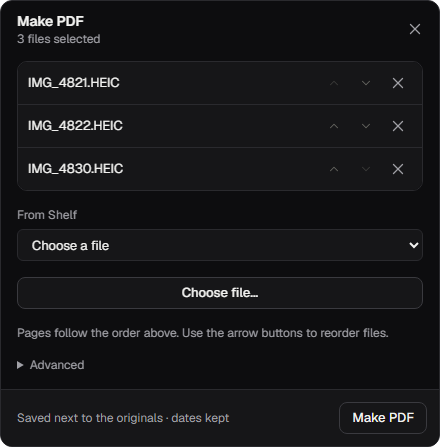 Make PDF
3 files selected
IMG_4821.HEIC
IMG_4822.HEIC
IMG_4830.HEIC
From Shelf
Choose a file
Choose file...
Pages follow the order above. Use the arrow buttons to reorder files.
Advanced
Saved next to the originals · dates kept
Make PDF